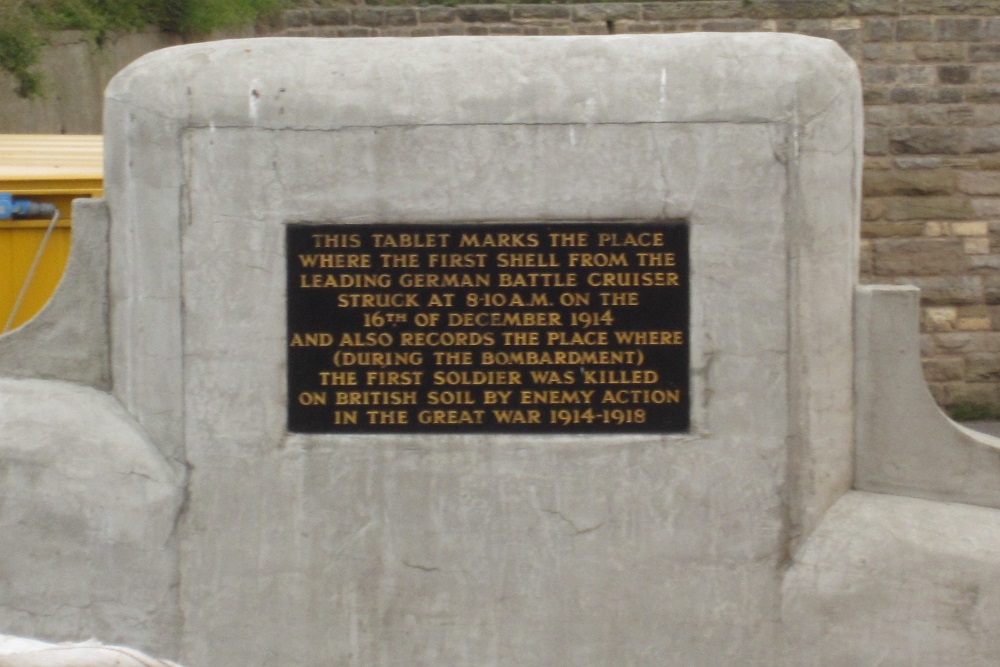 THIS TABLET MARKS THE PLACE
WHERE THE FIRST SHELL FROM THE
LEADING GERMAN BATTLE CRUISER
STRUCK AT 8·10 A.M. ON THE
16TH OF DECEMBER 1914
AND ALSO RECORDS THE PLACE WHERE
(DURING THE BOMBARDMENT)
THE FIRST SOLDIER WAS KILLED
ON BRITISH SOIL BY ENEMY ACTION
IN THE GREAT WAR 1914-1918